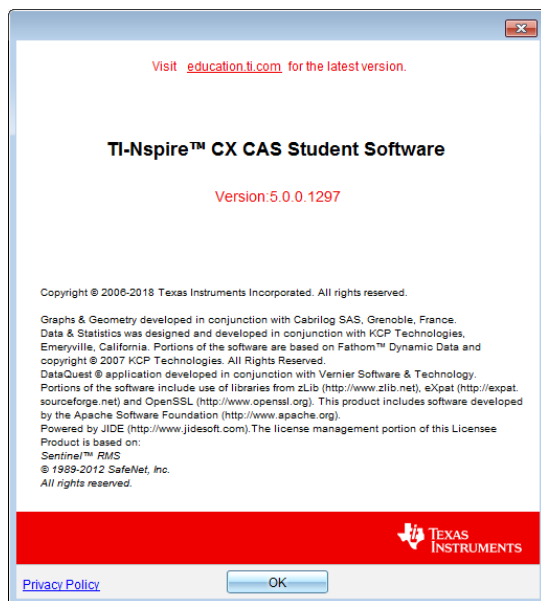 Visit education.ti.com for the latest version.
TI-Nspire™ CX CAS Student Software
Version:5.0.0.1297
Copyright © 2006-2018 Texas Instruments Incorporated. All rights reserved.
Graphs & Geometry developed in conjunction with Cabrilog SAS, Grenoble, France.
Data & Statistics was designed and developed in conjunction with KCP Technologies,
Emeryville, California. Portions of the software are based on Fathom™ Dynamic Data and
copyright © 2007 KCP Technologies. All Rights Reserved.
DataQuest ® application developed in conjunction with Vernier Software & Technology.
Portions of the software include use of libraries from zLib (http://www.zlib.net), eXpat (http://expat.
sourceforge.net) and OpenSSL (http://www.openssl.org). This product includes software developed
by the Apache Software Foundation (http://www.apache.org).
Powered by JIDE (http://www.jidesoft.com).The license management portion of this Licensee
Product is based on:
Sentinel™ RMS
© 1989-2012 SafeNet, Inc.
All rights reserved.
TEXAS
INSTRUMENTS
Privacy Policy
OK